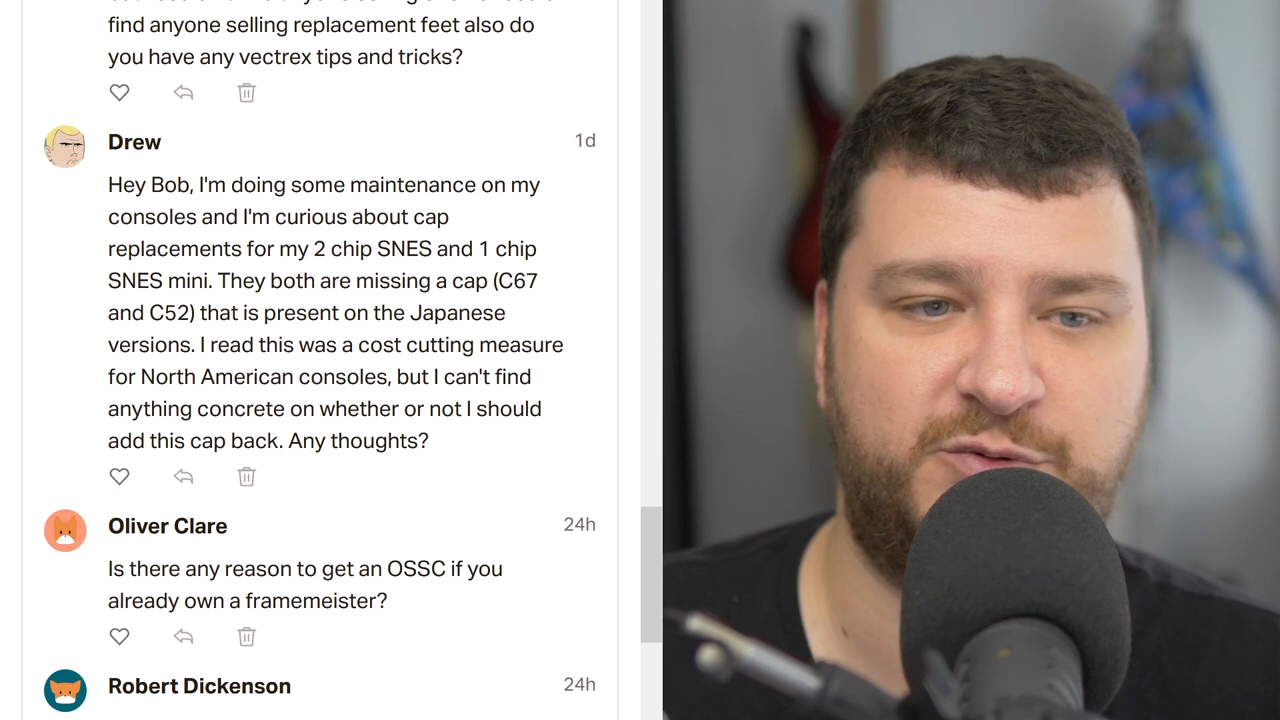 find anyone selling replacement feet also do
you have any vectrex tips and tricks?
Drew
1d
Hey Bob, I'm doing some maintenance on my
consoles and I'm curious about cap
replacements for my 2 chip SNES and 1 chip
SNES mini. They both are missing a cap (C67
and C52) that is present on the Japanese
versions. I read this was a cost cutting measure
for North American consoles, but I can't find
anything concrete on whether or not I should
add this cap back. Any thoughts?
Oliver Clare
24h
Is there any reason to get an OSSC if you
already own a framemeister?
Robert Dickenson
24h